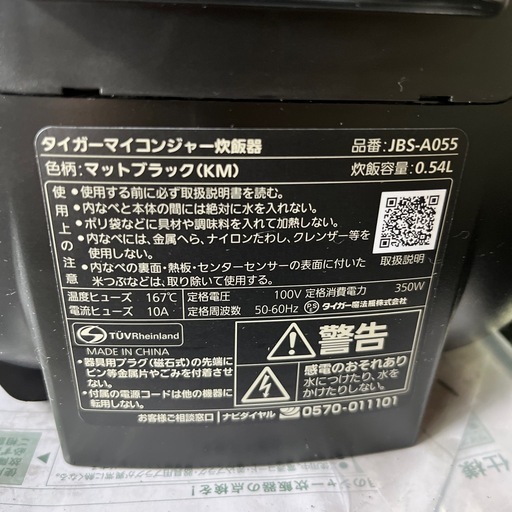 タイガーマイコンジャー炊飯器 品番:JBS-A055
色柄:マットブラック(KM) 炊飯容量:0.54L
使用上の注意
●使用する前に必ず取扱説明書を読む。
●内なべと本体の間には絶対に水を入れない。
●ポリ袋などに具材や調味料を入れて加熱しない。
●内なべには、金属へら、ナイロンたわし、クレンザー等を
使用しない。
●内なべの裏面・熱板・センターセンサーの表面に付いた
米つぶなどは、取り除いて使用する。
取扱説明
温度ヒューズ 167℃ 定格電圧 100V 定格消費電力 350W
電流ヒューズ 10A 定格周波数 50-60Hz PS タイガー魔法瓶株式会社
TÜVRheinland
MADE IN CHINA
●器具用プラグ(磁石式)の先端に
ピン等金属片やごみを付着させ
ない。
●付属の電源コードは他の機器に
転用しない。
警告
感電のおそれあり
水につけたり、水を
かけたりしない。
お客様ご相談窓口 ナビダイヤル 0570-011101
仕様
ジャー炊飯器の点検を!